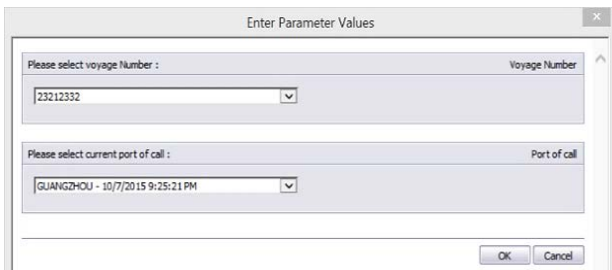 Enter Parameter Values
x
Please select voyage Number : Voyage Number
23212332
Please select current port of call : Port of call
GUANGZHOU - 10/7/2015 9:25:21 PM
OK Cancel